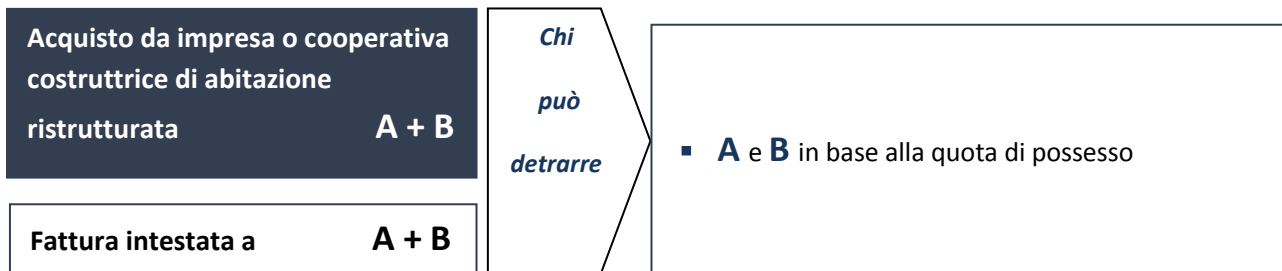 Acquisto da impresa o cooperativa
costruttrice di abitazione
ristrutturata A + B
Fattura intestata a A + B
Chi
può
detrarre
▪ A e B in base alla quota di possesso